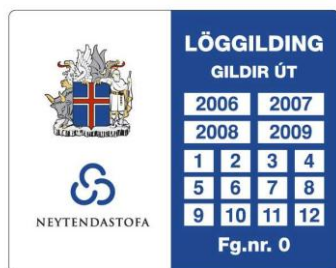 LÖGGILDING
GILDIR ÚT
2006 2007
2008 2009
1 2 3 4
5 6 7 8
9 10 11 12
Fg.nr. 0
NEYTENDASTOFA